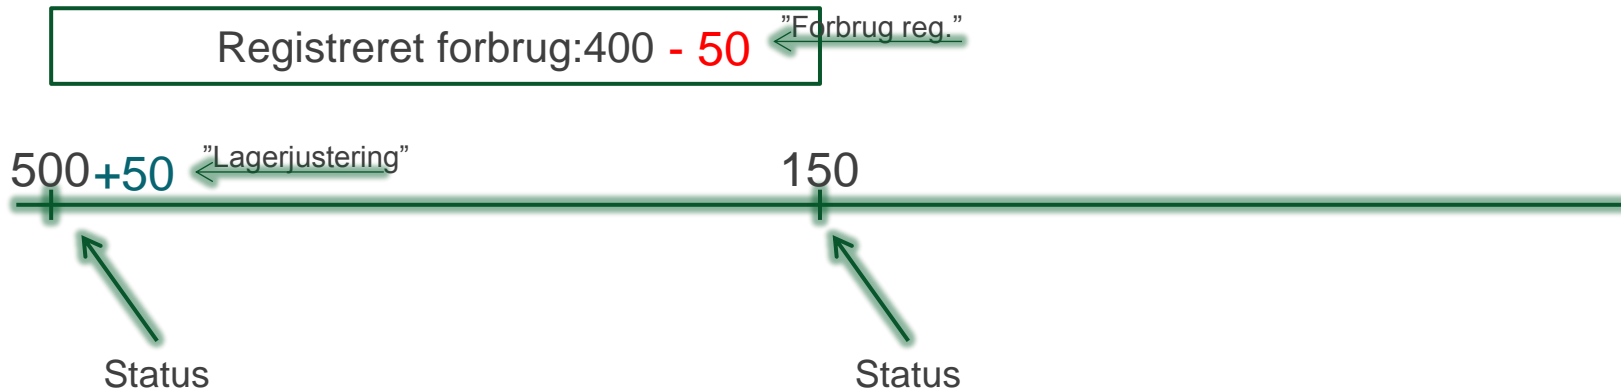 ”Forbrug reg.”
Registreret forbrug:400 - 50
”Lagerjustering”
500 +50
150
Status
Status